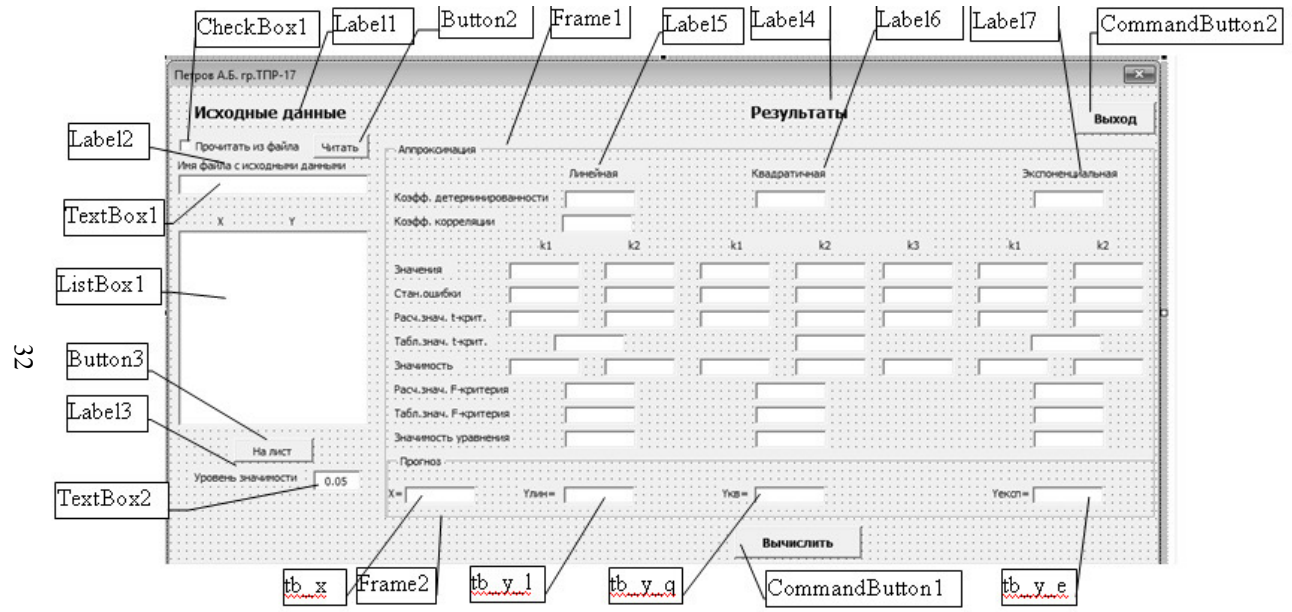 CheckBox1 Label1 Button2 Frame1 Label5 Label4 Label6 Label7 CommandButton2
Петров А.Б. гр.ТПР-17
Исходные данные Результаты
Выход
Label2
Прочитать из файла Читать
Аппроксимация
Имя файла с исходными данными
Линейная Квадратичная Экспоненциальная
Коэфф. детерминированности
TextBox1
X Y
Коэфф. корреляции
k1 k2 k1 k2 k3 k1 k2
Значения
ListBox1
Стан.ошибки
Расч.знач. t-крит.
Табл.знач. t-крит.
32
Button3
Значимость
Расч.знач. F-критерия
Label3
Табл.знач. F-критерия
Значимость уравнения
На лист
Прогноз
Уровень значимости 0.05
TextBox2
X= Yлин= Yкв= Yексп=
Вычислить
tb_x Frame2 tb_y_l tb_y_q CommandButton1 tb_y_e